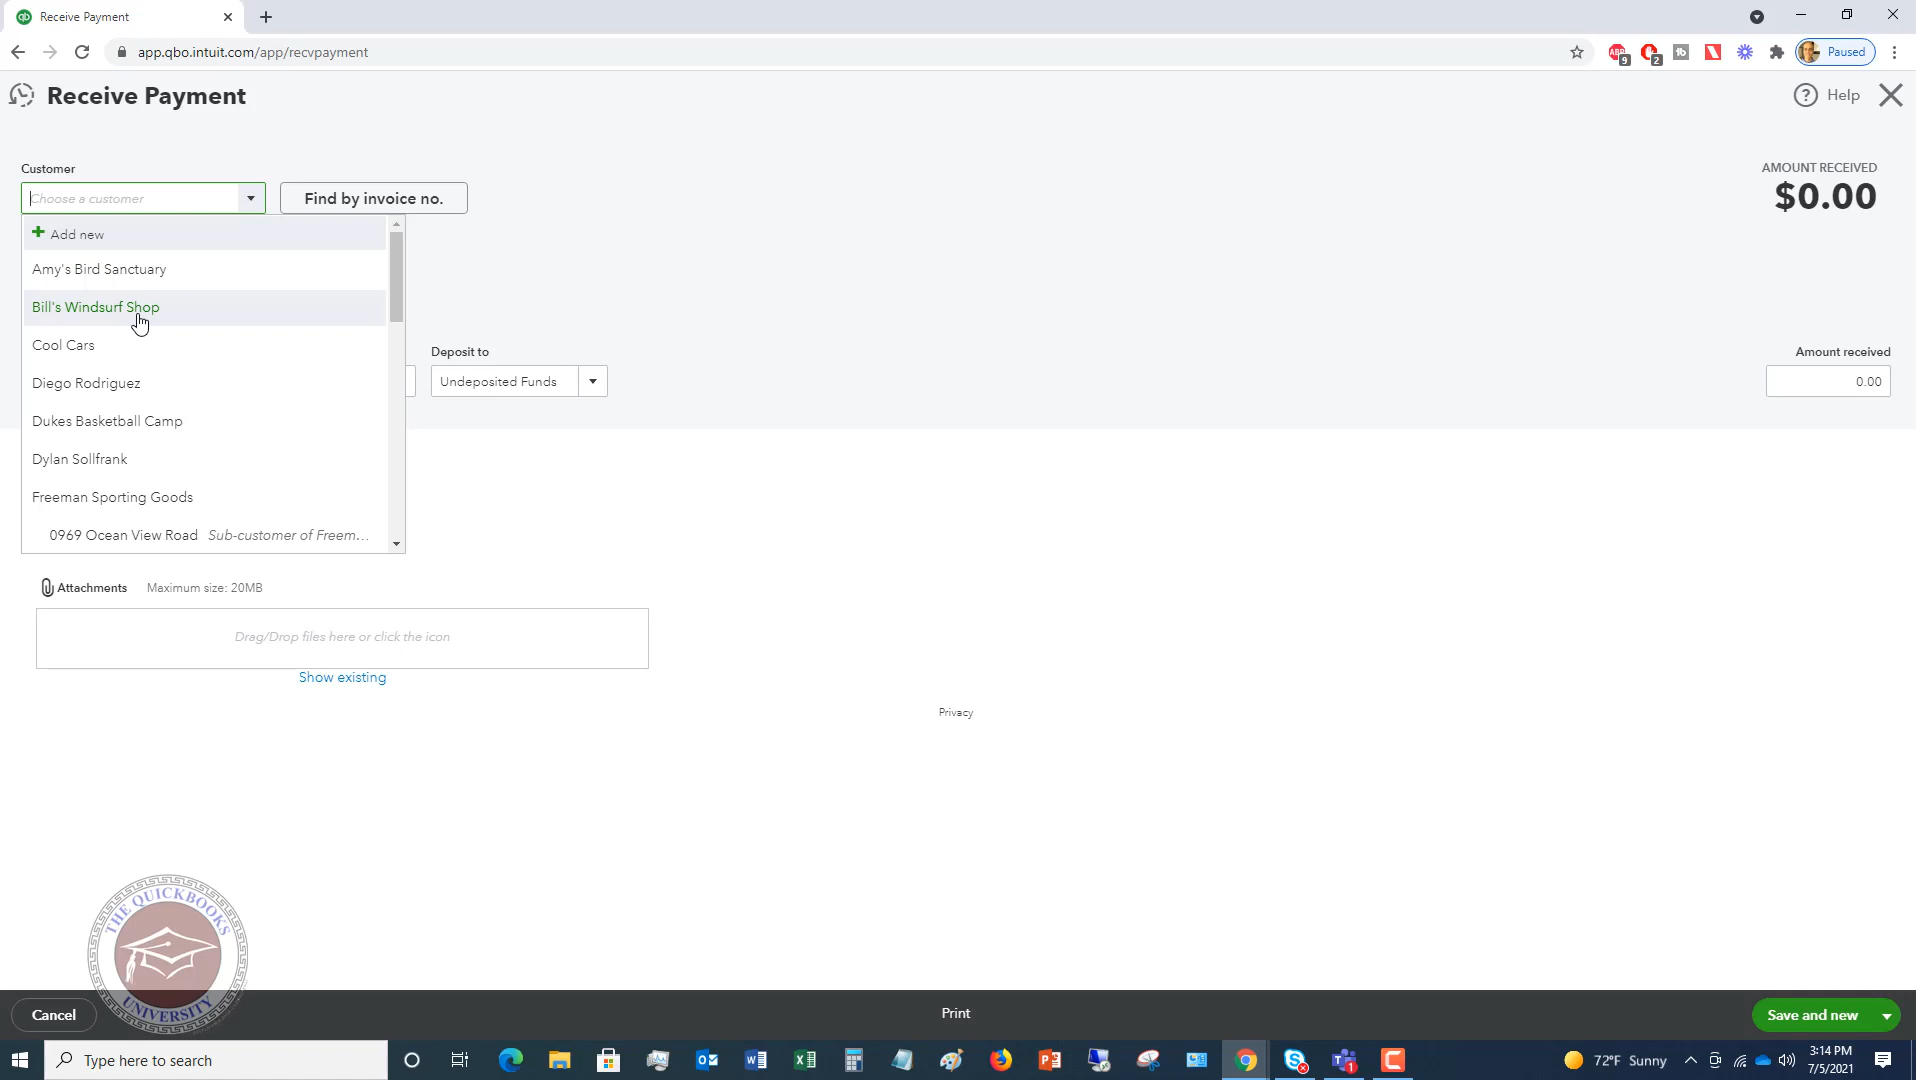 Receive Payment
app.qbo.intuit.com/app/recvpayment
ABP
9
2
tb
Paused
Receive Payment
Help
Customer
Choose a customer
Find by invoice no.
AMOUNT RECEIVED
$0.00
Add new
Amy's Bird Sanctuary
Bill's Windsurf Shop
Cool Cars
Diego Rodriguez
Dukes Basketball Camp
Dylan Sollfrank
Freeman Sporting Goods
0969 Ocean View Road Sub-customer of Freem...
Deposit to
Undeposited Funds
Amount received
0.00
Attachments Maximum size: 20MB
Drag/Drop files here or click the icon
Show existing
Privacy
THE QUICKBOOKS
UNIVERSITY
Cancel
Print
Save and new
Type here to search
72°F Sunny
3:14 PM
7/5/2021